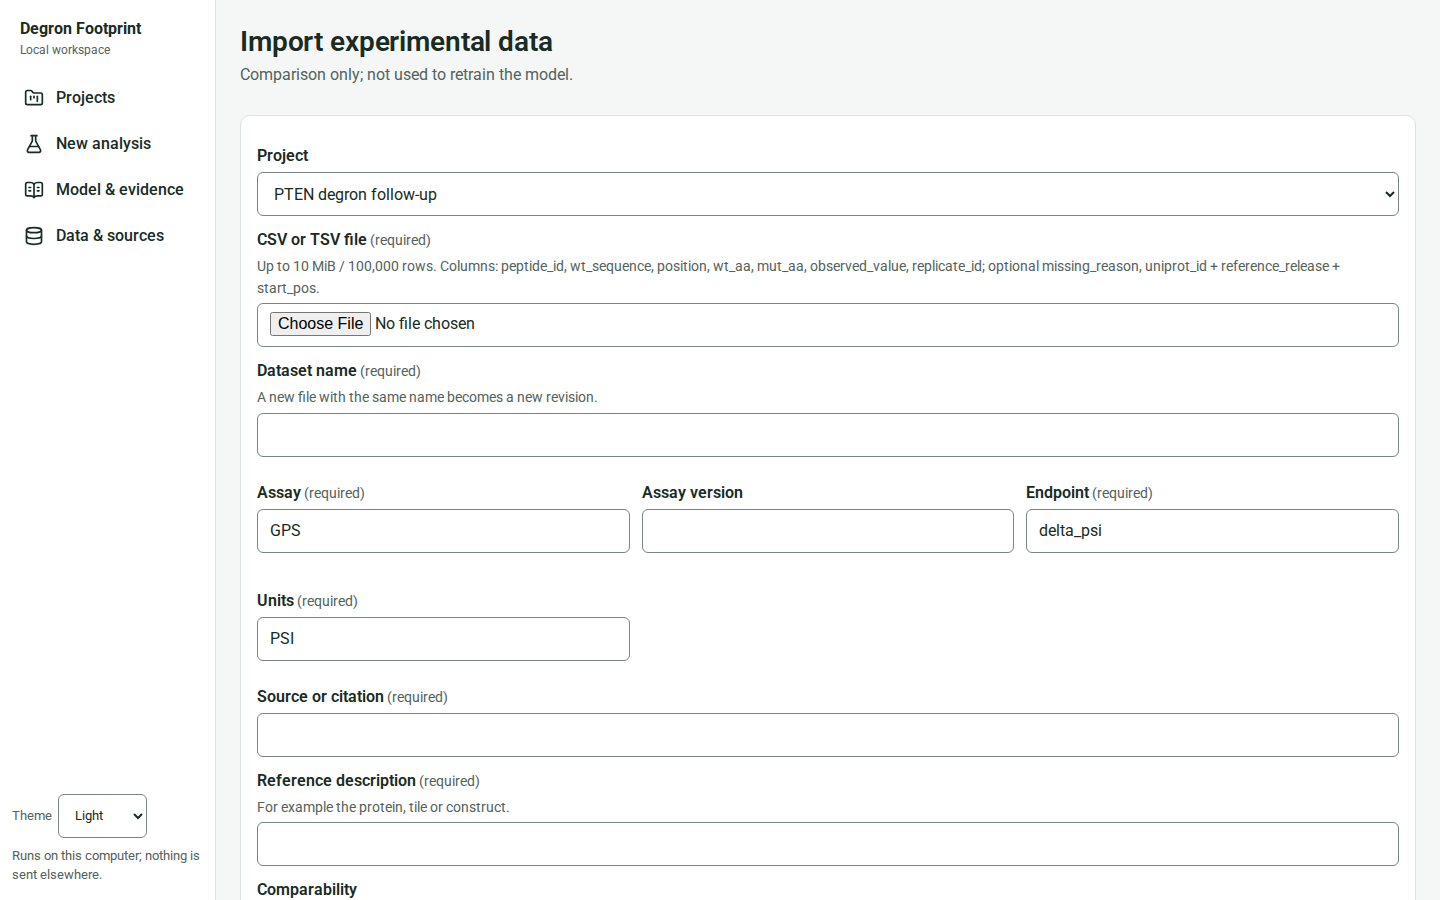 Degron Footprint
Local workspace
Projects
New analysis
Model & evidence
Data & sources
Theme
Light
Runs on this computer; nothing is
sent elsewhere.
Import experimental data
Comparison only; not used to retrain the model.
Project
PTEN degron follow-up
CSV or TSV file (required)
Up to 10 MiB / 100,000 rows. Columns: peptide_id, wt_sequence, position, wt_aa, mut_aa, observed_value, replicate_id; optional missing_reason, uniprot_id + reference_release +
start_pos.
Choose File No file chosen
Dataset name (required)
A new file with the same name becomes a new revision.
Assay (required)
GPS
Assay version
Endpoint (required)
delta_psi
Units (required)
PSI
Source or citation (required)
Reference description (required)
For example the protein, tile or construct.
Comparability